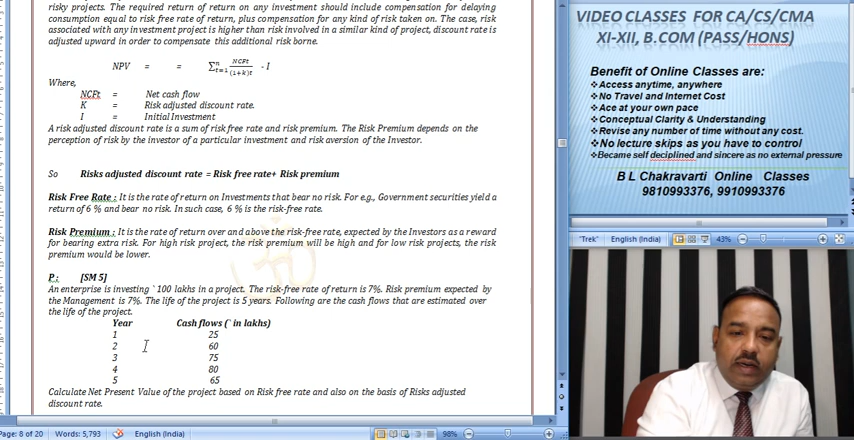 risky projects. The required return of return on any investment should include compensation for delaying
consumption equal to risk free rate of return, plus compensation for any kind of risk taken on. The case, risk
associated with any investment project is higher than risk involved in a similar kind of project, discount rate is
adjusted upward in order to compensate this additional risk borne.
NPV = = ∑ⁿₜ₌₁ NCFt/(1+k)t - I
Where,
NCFt = Net cash flow
K = Risk adjusted discount rate.
I = Initial Investment
A risk adjusted discount rate is a sum of risk free rate and risk premium. The Risk Premium depends on the
perception of risk by the investor of a particular investment and risk aversion of the Investor.
So Risks adjusted discount rate = Risk free rate+ Risk premium
Risk Free Rate : It is the rate of return on Investments that bear no risk. For e.g., Government securities yield a
return of 6 % and bear no risk. In such case, 6 % is the risk-free rate.
Risk Premium : It is the rate of return over and above the risk-free rate, expected by the Investors as a reward
for bearing extra risk. For high risk project, the risk premium will be high and for low risk projects, the risk
premium would be lower.
P: [SM 5]
An enterprise is investing `100 lakhs in a project. The risk-free rate of return is 7%. Risk premium expected by
the Management is 7%. The life of the project is 5 years. Following are the cash flows that are estimated over
the life of the project.
Year Cash flows (` in lakhs)
1 25
2 60
3 75
4 80
5 65
Calculate Net Present Value of the project based on Risk free rate and also on the basis of Risks adjusted
discount rate.
Page: 8 of 20 Words: 5,793 English (India) 98%
VIDEO CLASSES FOR CA/CS/CMA
XI-XII, B.COM (PASS/HONS)
Benefit of Online Classes are:
❖Access anytime, anywhere
❖No Travel and Internet Cost
❖Ace at your own pace
❖Conceptual Clarity & Understanding
❖Revise any number of time without any cost.
❖No lecture skips as you have to control
❖Became self deciplined and sincere as no external pressure
B L Chakravarti Online Classes
9810993376, 9910993376
"Trek" English (India) 43%